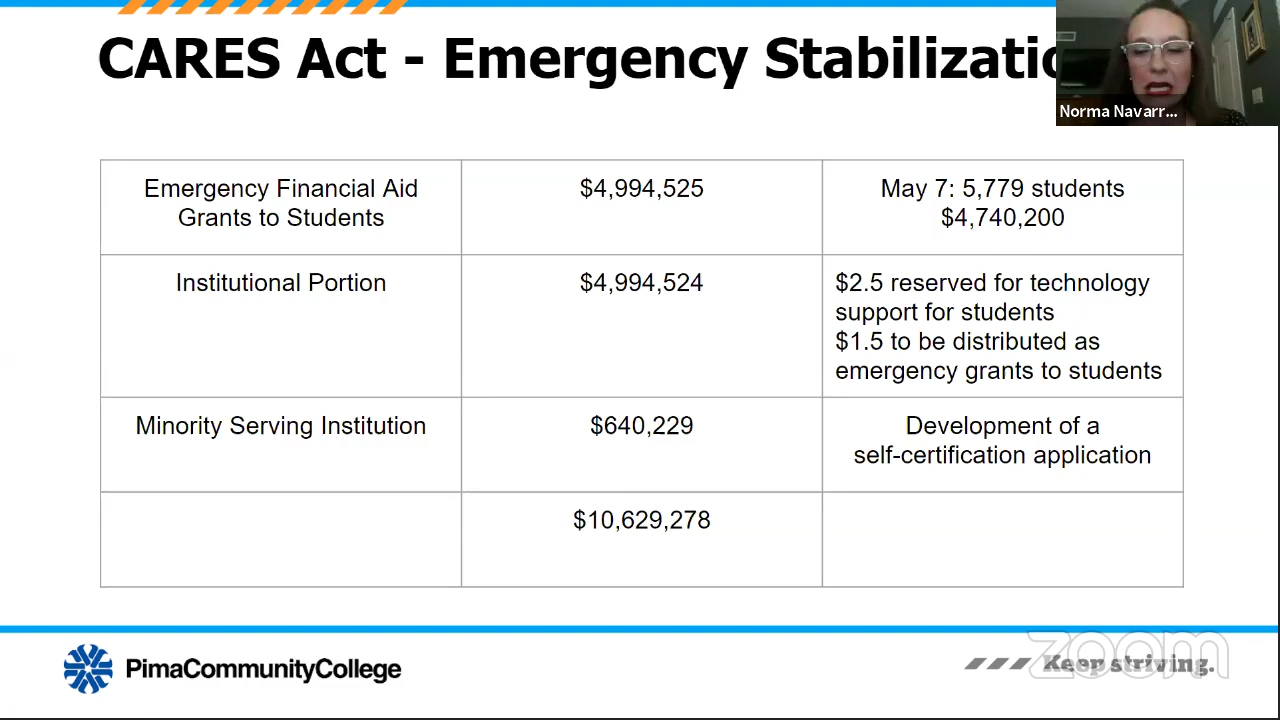 CARES Act - Emergency Stabilizatio
Norma Navarr...
Emergency Financial Aid
Grants to Students
$4,994,525
May 7: 5,779 students
$4,740,200
Institutional Portion
$4,994,524
$2.5 reserved for technology
support for students
$1.5 to be distributed as
emergency grants to students
Minority Serving Institution
$640,229
Development of a
self-certification application
$10,629,278
PimaCommunityCollege
Keep striving.
zoom